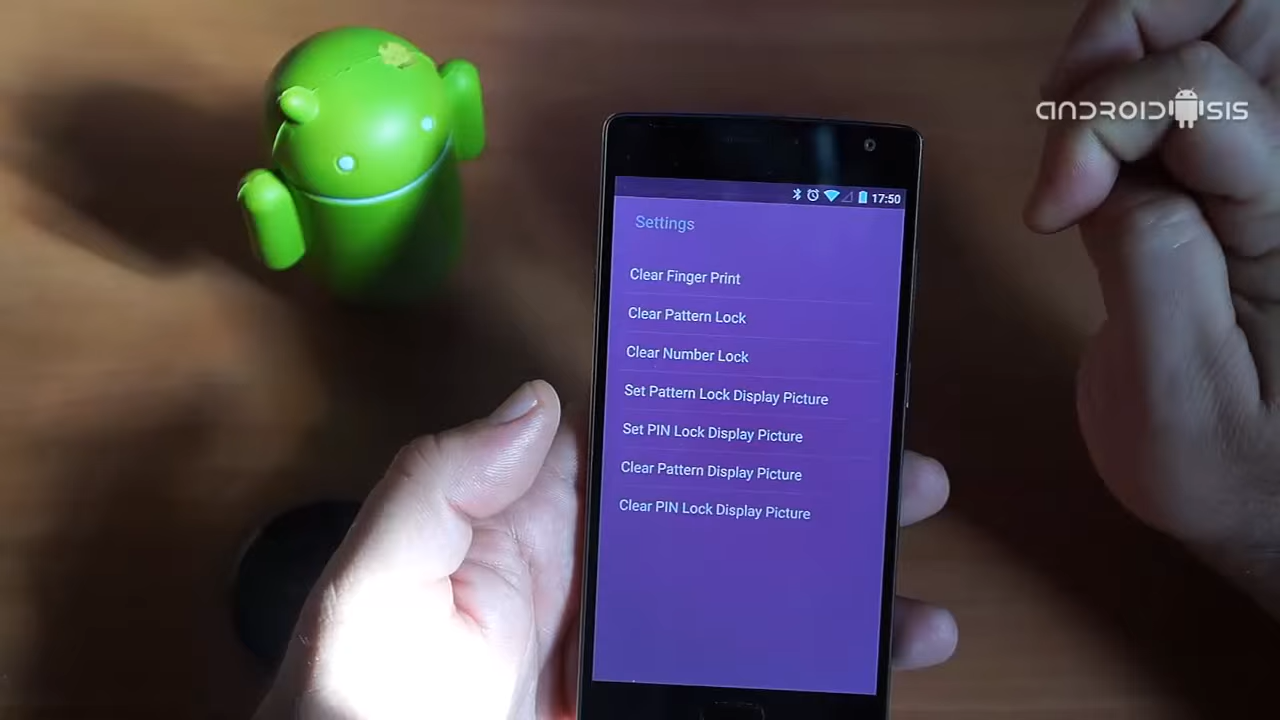 ANDROIDSIS
17:50
Settings
Clear Finger Print
Clear Pattern Lock
Clear Number Lock
Set Pattern Lock Display Picture
Set PIN Lock Display Picture
Clear Pattern Display Picture
Clear PIN Lock Display Picture